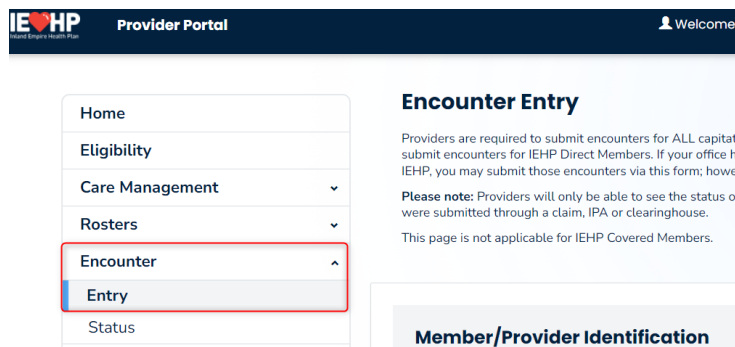 IEHP
Inland Empire Health Plan
Provider Portal
Welcome
Home
Eligibility
Care Management
Rosters
Encounter
Entry
Status
Encounter Entry
Providers are required to submit encounters for ALL
submit encounters for IEHP Direct Members. If your office
IEHP, you may submit those encounters via this form;
Please note: Providers will only be able to see the status
were submitted through a claim, IPA or clearinghouse.
This page is not applicable for IEHP Covered Members.
Member/Provider Identification